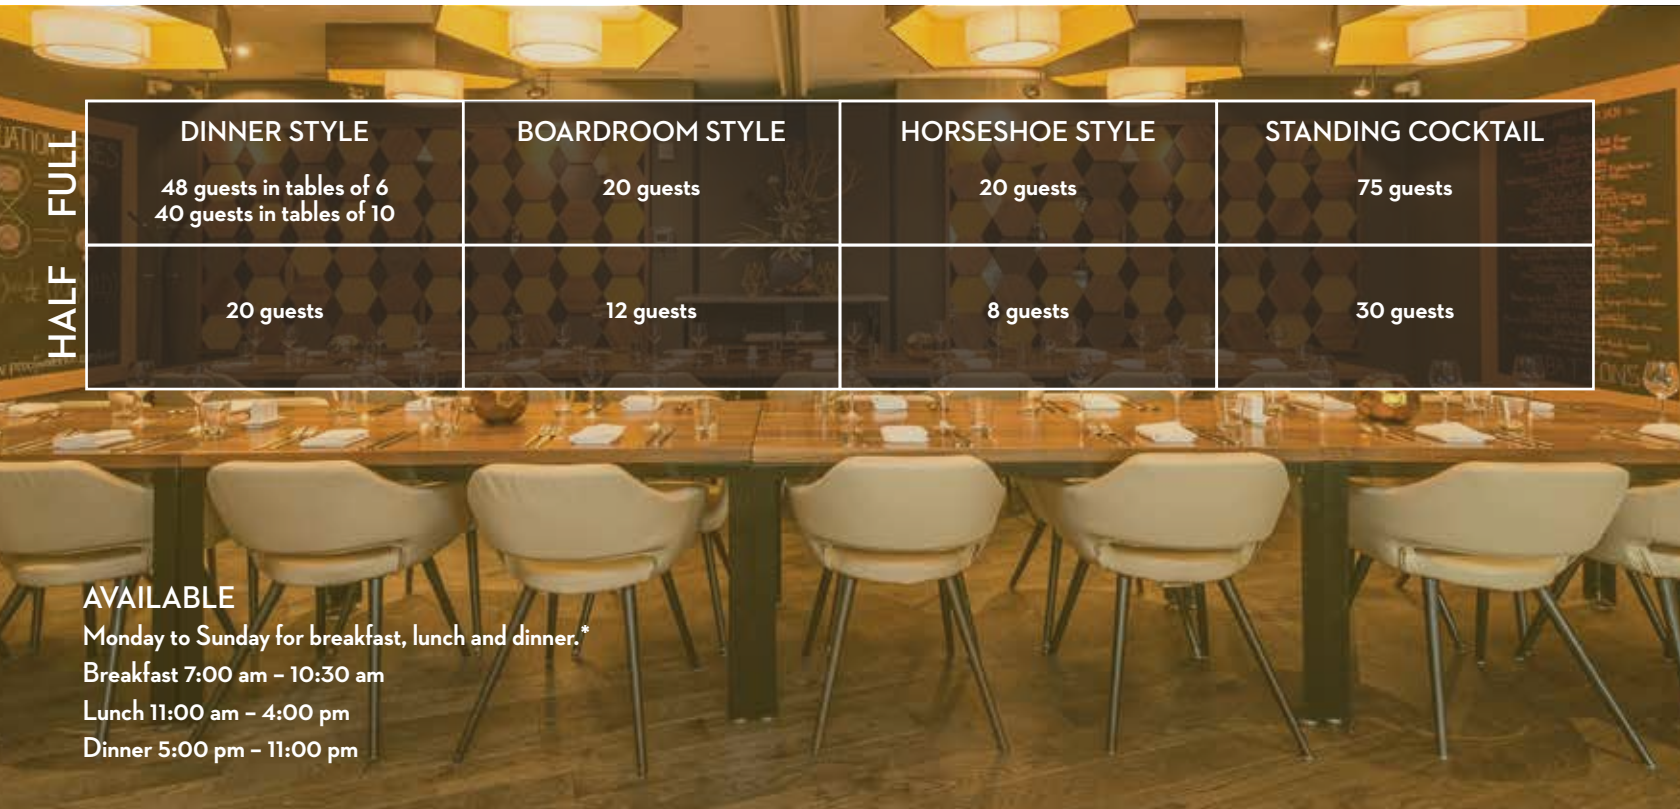 DINNER STYLE
BOARDROOM STYLE
HORSESHOE STYLE
STANDING COCKTAIL
FULL
48 guests in tables of 6
40 guests in tables of 10
20 guests
20 guests
75 guests
HALF
20 guests
12 guests
8 guests
30 guests
AVAILABLE
Monday to Sunday for breakfast, lunch and dinner.*
Breakfast 7:00 am – 10:30 am
Lunch 11:00 am – 4:00 pm
Dinner 5:00 pm – 11:00 pm